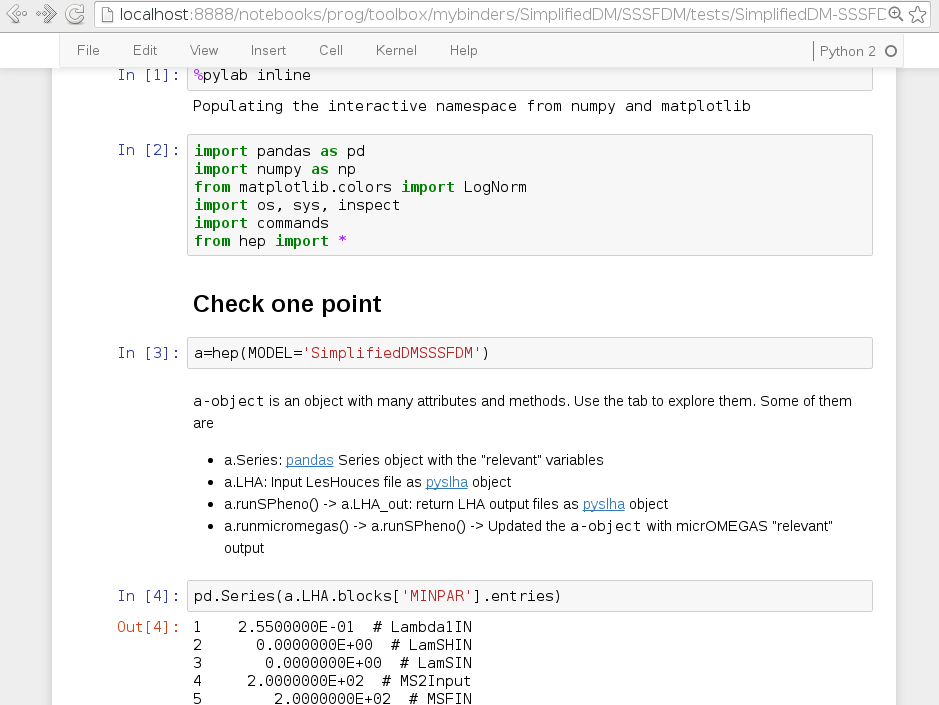 localhost:8888/notebooks/prog/toolbox/mybinders/SimplifiedDM/SSSFDM/tests/SimplifiedDM-SSSFD
File Edit View Insert Cell Kernel Help Python 2
In [1]: %pylab inline
Populating the interactive namespace from numpy and matplotlib
In [2]: import pandas as pd
import numpy as np
from matplotlib.colors import LogNorm
import os, sys, inspect
import commands
from hep import *
Check one point
In [3]: a=hep(MODEL='SimplifiedDMSSSFDM')
a-object is an object with many attributes and methods. Use the tab to explore them. Some of them
are
• a.Series: pandas Series object with the "relevant" variables
• a.LHA: Input LesHouces file as pyslha object
• a.runSPheno() -> a.LHA_out: return LHA output files as pyslha object
• a.runmicromegas() -> a.runSPheno() -> Updated the a-object with micrOMEGAS "relevant"
output
In [4]: pd.Series(a.LHA.blocks['MINPAR'].entries)
Out[4]: 1 2.5500000E-01 # Lambda1IN
2 0.0000000E+00 # LamSHIN
3 0.0000000E+00 # LamSIN
4 2.0000000E+02 # MS2Input
5 2.0000000E+02 # MSFIN